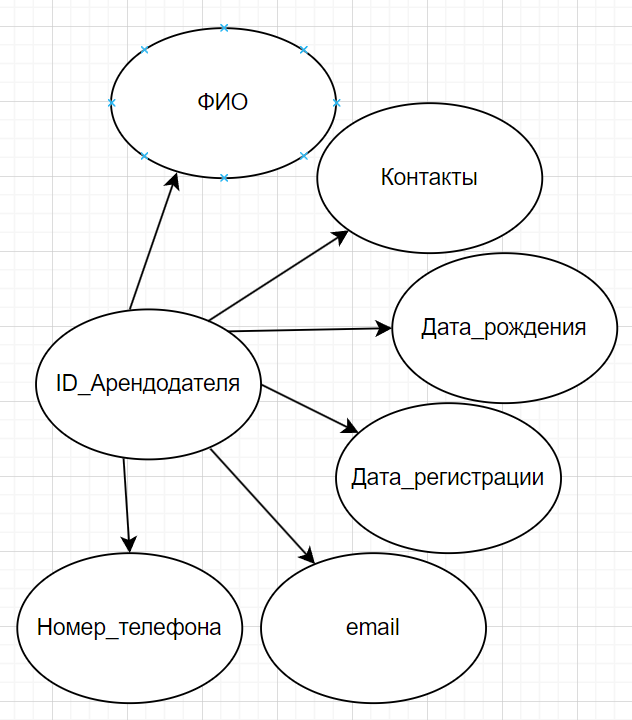 ФИО
Контакты
Дата_рождения
ID_Арендодателя
Дата_регистрации
Номер_телефона
email